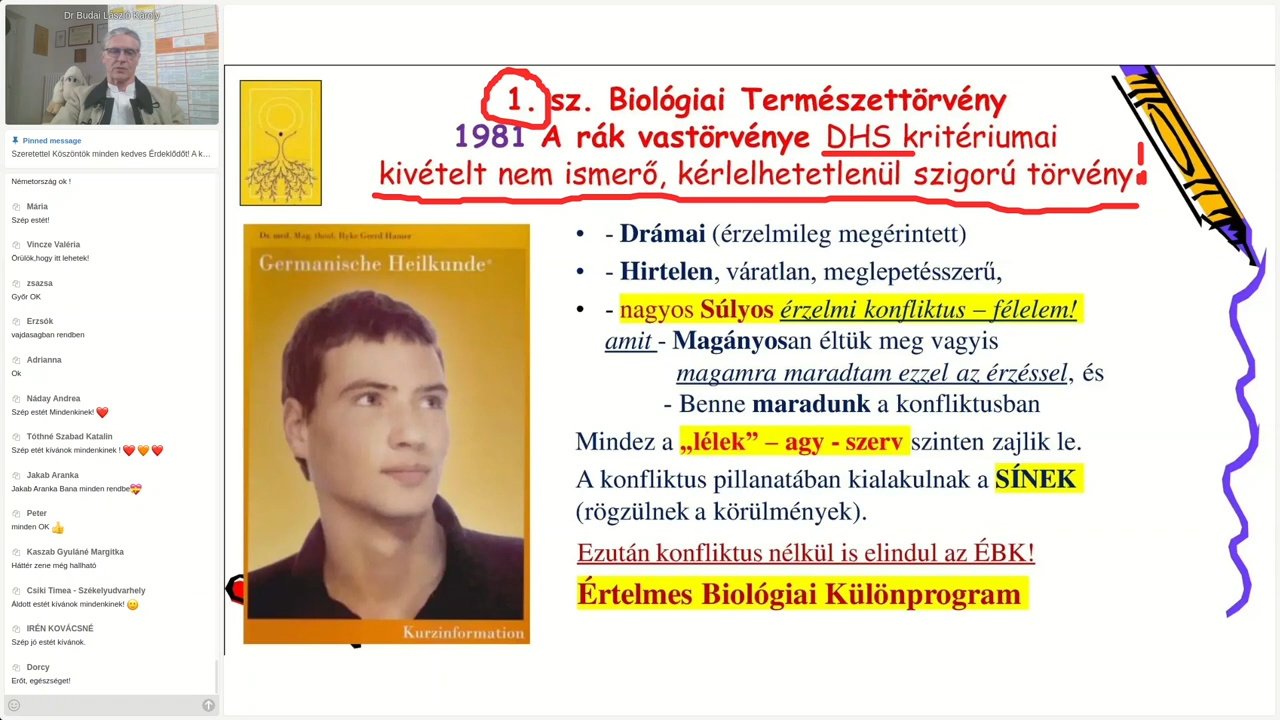 Dr Budai László Károly
Pinned message
Szeretettel Köszöntök minden kedves Érdeklődőt! A k...
Németország ok !
Mária
Szép estét!
Vincze Valéria
Örülök,hogy itt lehetek!
zsazsa
Győr OK
Erzsók
vajdasagban rendben
Adrianna
Ok
Náday Andrea
Szép estét Mindenkinek! ❤️
Tóthné Szabad Katalin
Szép etét kívánok mindenkinek ! ❤️🧡❤️
Jakab Aranka
Jakab Aranka Bana minden rendbe💝
Peter
minden OK 👍
Kaszab Gyuláné Margitka
Háttér zene még hallható
Csiki Timea - Székelyudvarhely
Áldott estét kívánok mindenkinek! 🙂
IRÉN KOVÁCSNÉ
Szép jó estét kívánok.
Dorcy
Erőt, egészséget!
1. sz. Biológiai Természettörvény
1981 A rák vastörvénye DHS kritériumai
kivételt nem ismerő, kérlelhetetlenül szigorú törvény!
Dr. med. Mag. theol. Ryke Geerd Hamer
Germanische Heilkunde®
Kurzinformation
• - Drámai (érzelmileg megérintett)
• - Hirtelen, váratlan, meglepetésszerű,
• - nagyos Súlyos érzelmi konfliktus – félelem!
amit - Magányosan éltük meg vagyis
magamra maradtam ezzel az érzéssel, és
- Benne maradunk a konfliktusban
Mindez a „lélek” – agy - szerv szinten zajlik le.
A konfliktus pillanatában kialakulnak a SÍNEK
(rögzülnek a körülmények).
Ezután konfliktus nélkül is elindul az ÉBK!
Értelmes Biológiai Különprogram